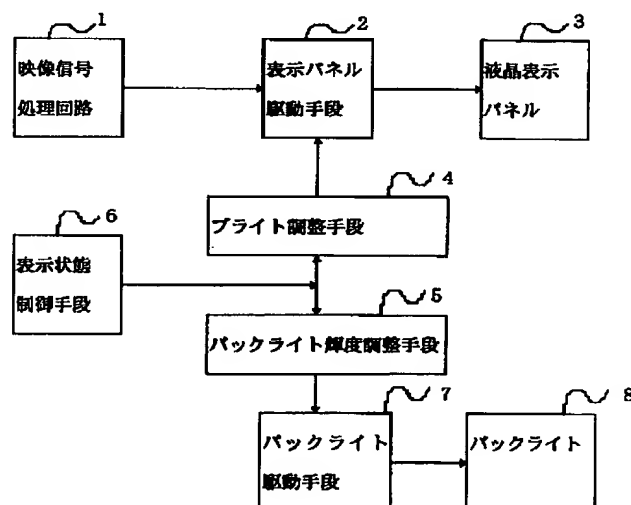 1
映像信号
処理回路
2
表示パネル
駆動手段
3
液晶表示
パネル
4
ブライト調整手段
6
表示状態
制御手段
5
バックライト輝度調整手段
7
バックライト
駆動手段
8
バックライト